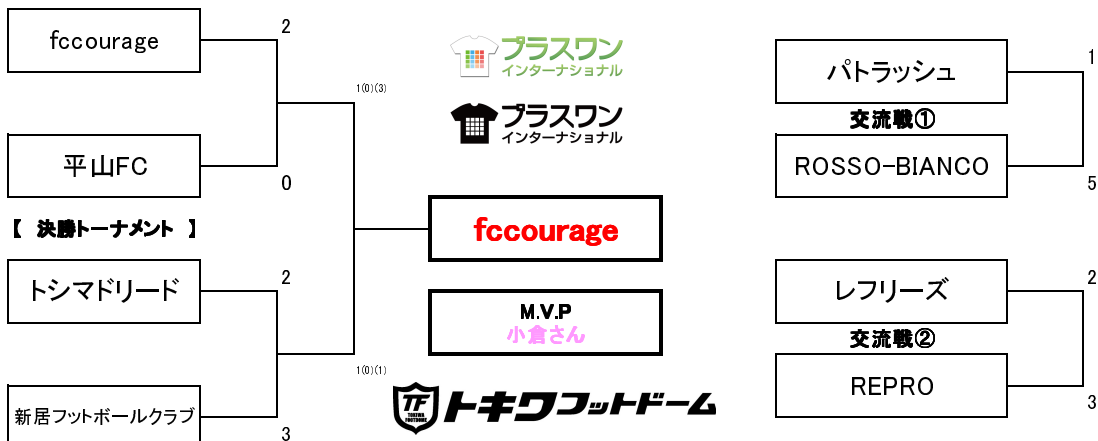 fccourage
2
1(0)(3)
平山FC
0
【 決勝トーナメント 】
トシマドリード
2
1(0)(1)
新居フットボールクラブ
3
プラスワン
インターナショナル
プラスワン
インターナショナル
fccourage
M.V.P
小倉さん
TF
TOKIWA
FOOTDOME
トキワフットドーム
パトラッシュ
1
交流戦①
ROSSO-BIANCO
5
レフリーズ
2
交流戦②
REPRO
3